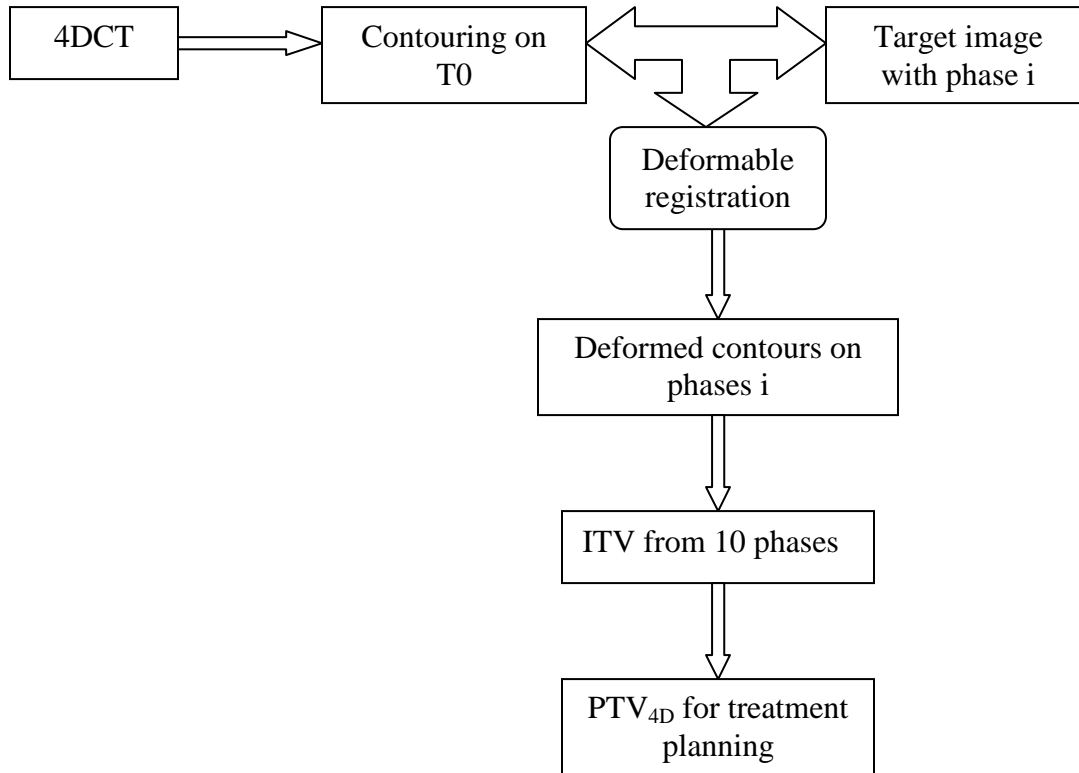 4DCT
Contouring on
T0
Target image
with phase i
Deformable
registration
Deformed contours on
phases i
ITV from 10 phases
PTV4D for treatment
planning